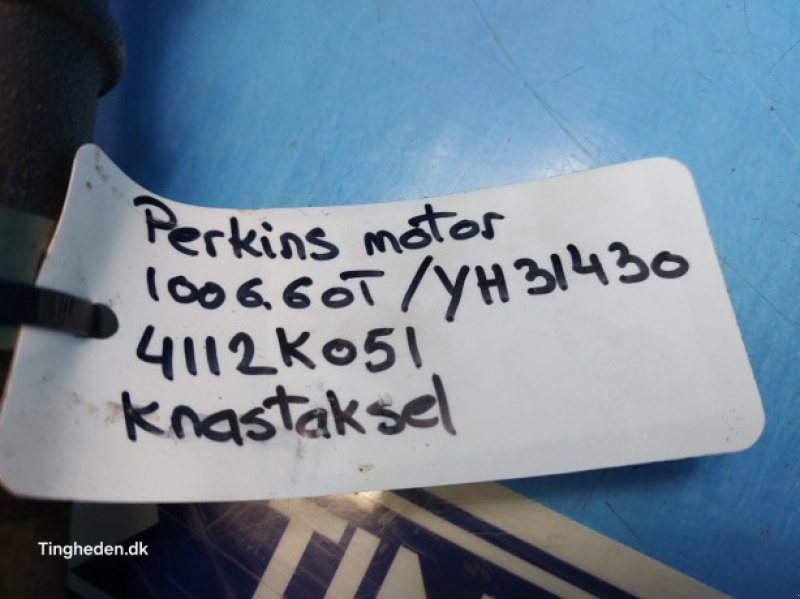 Perkins motor
1006.60T/YH31430
4112K051
Knastaksel
Tingheden.dk